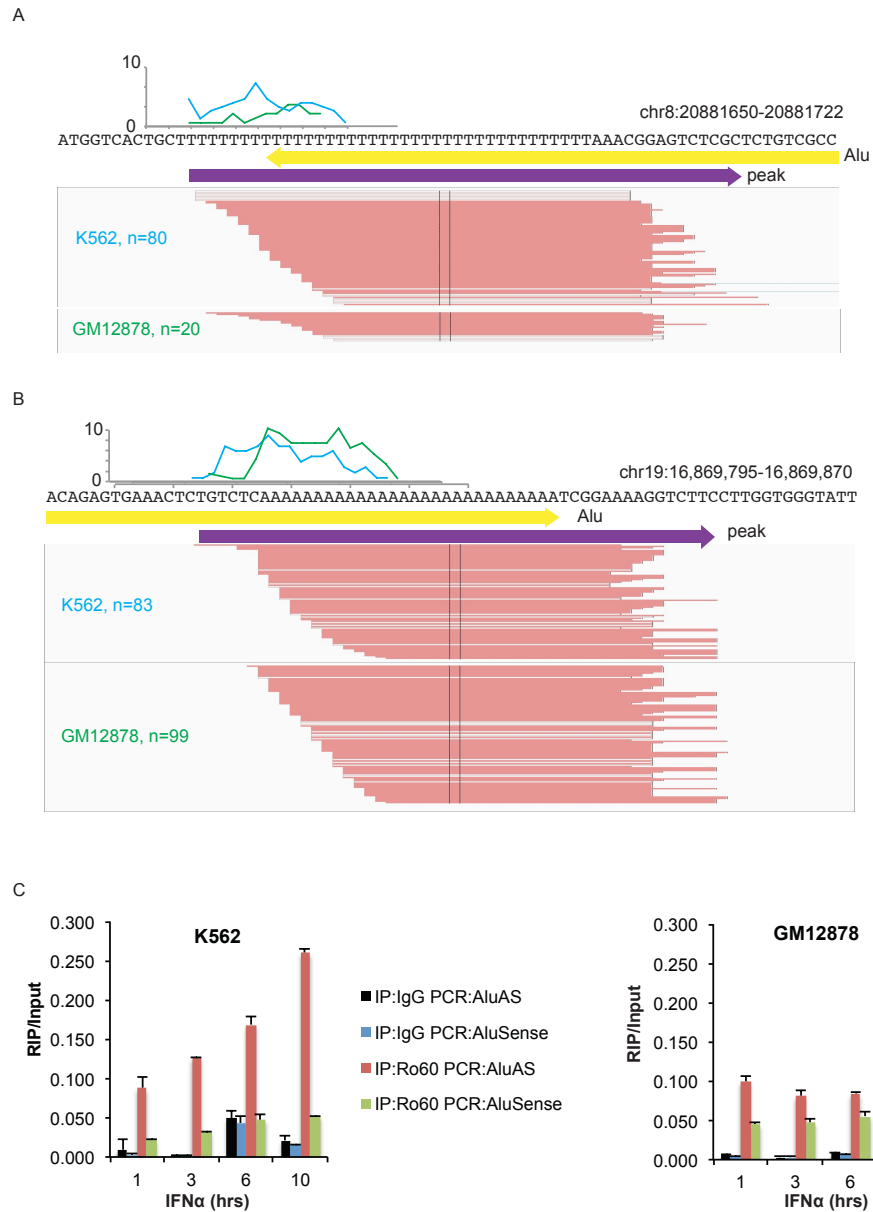 A
10
0
chr8:20881650-20881722
ATGGTCACTGCTTTTTTTTTTTTTTTTTTTTTTTTTTTTTTTTTTTTTTTAAACGGAGTCTCGCTCTGTCGCC
Alu
peak
K562, n=80
GM12878, n=20
B
10
0
chr19:16,869,795-16,869,870
ACAGAGTGAAACTCTGTCTCAAAAAAAAAAAAAAAAAAAAAAAAAAAATCGGAAAAGGTCTTCCTTGGTGGGTATT
Alu
peak
K562, n=83
GM12878, n=99
C
K562
RIP/Input
0.300
0.250
0.200
0.150
0.100
0.050
0.000
1 3 6 10
IFNα (hrs)
IP:IgG PCR:AluAS
IP:IgG PCR:AluSense
IP:Ro60 PCR:AluAS
IP:Ro60 PCR:AluSense
GM12878
RIP/Input
0.300
0.250
0.200
0.150
0.100
0.050
0.000
1 3 6
IFNα (hrs)